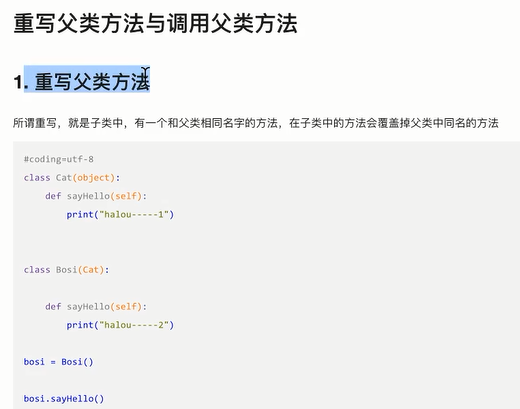 重写父类方法与调用父类方法
1. 重写父类方法
所谓重写，就是子类中，有一个和父类相同名字的方法，在子类中的方法会覆盖掉父类中同名的方法
#coding=utf-8
class Cat(object):
    def sayHello(self):
        print("halou-----1")
class Bosi(Cat):
    def sayHello(self):
        print("halou-----2")
bosi = Bosi()
bosi.sayHello()